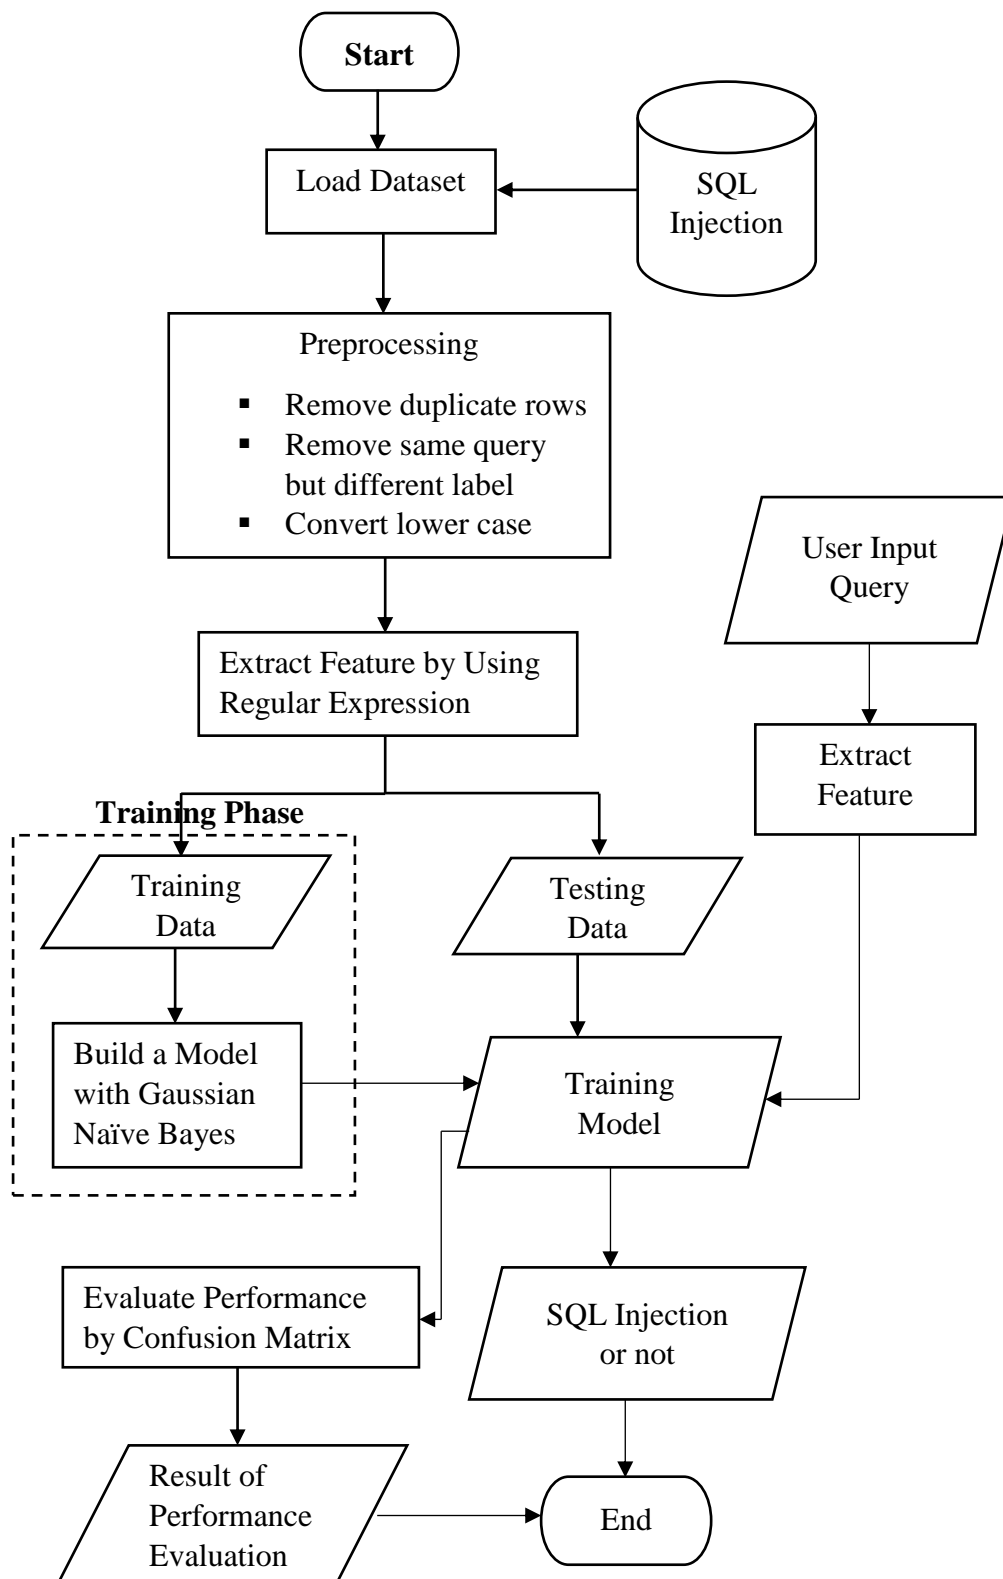 Start
Load Dataset
SQL
Injection
Preprocessing
▪ Remove duplicate rows
▪ Remove same query
but different label
▪ Convert lower case
User Input
Query
Extract Feature by Using
Regular Expression
Extract
Feature
Training Phase
Training
Data
Testing
Data
Build a Model
with Gaussian
Naïve Bayes
Training
Model
Evaluate Performance
by Confusion Matrix
SQL Injection
or not
Result of
Performance
Evaluation
End